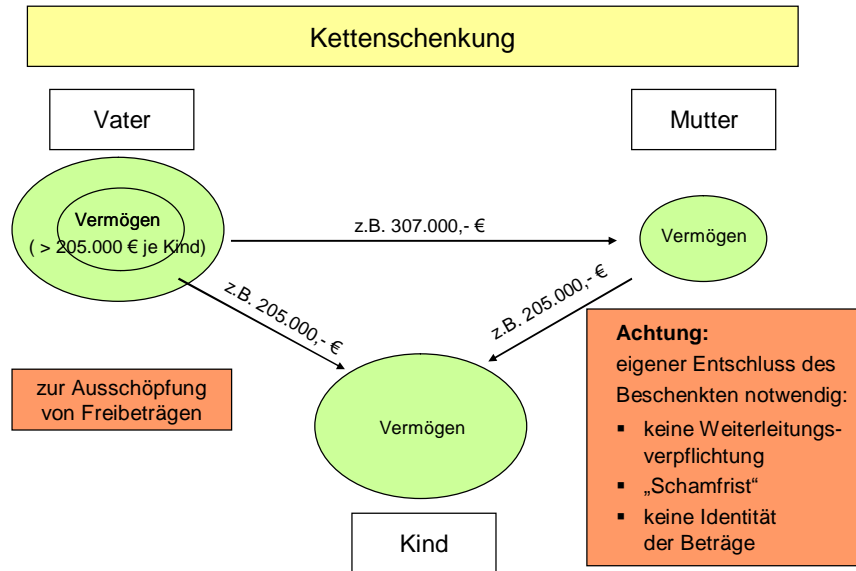 Kettenschenkung
Vater
Mutter
Vermögen
( > 205.000 € je Kind)
z.B. 307.000,- €
Vermögen
z.B. 205.000,- €
z.B. 205.000,- €
Achtung:
eigener Entschluss des
Beschenkten notwendig:
▪ keine Weiterleitungs-
verpflichtung
▪ „Schamfrist“
▪ keine Identität
der Beträge
zur Ausschöpfung
von Freibeträgen
Vermögen
Kind